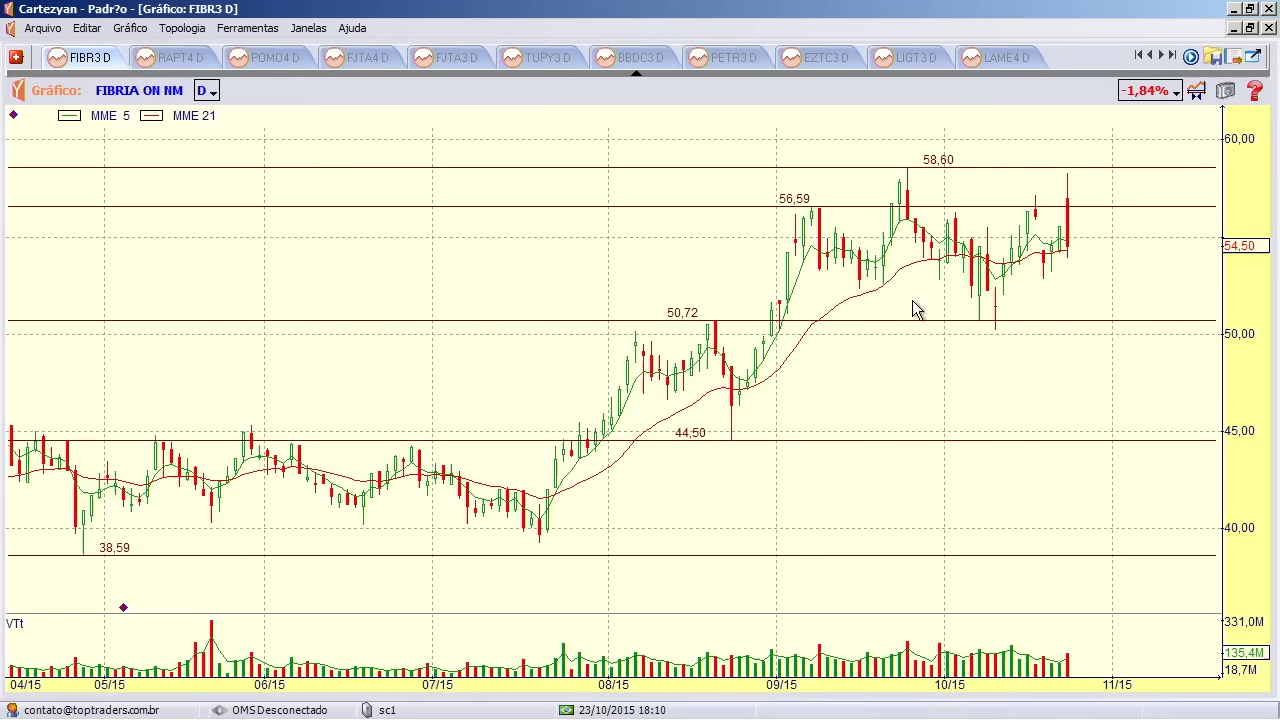 Cartezyan - Padr?o - [Gráfico: FIBR3 D]
Arquivo Editar Gráfico Topologia Ferramentas Janelas Ajuda
FIBR3 D RAPT4 D POMO4 D FJTA4 D FJTA3 D TUPY3 D BBDC3 D PETR3 D EZTC3 D LIGT3 D LAME4 D
Gráfico: FIBRIA ON NM D -1,84%
MME 5 MME 21
60,00
58,60
56,59
54,50
50,72
50,00
45,00
44,50
40,00
38,59
VTt
331,0M
135,4M
18,7M
04/15 05/15 06/15 07/15 08/15 09/15 10/15 11/15
contato@toptraders.com.br OMS Desconectado sc1 23/10/2015 18:10